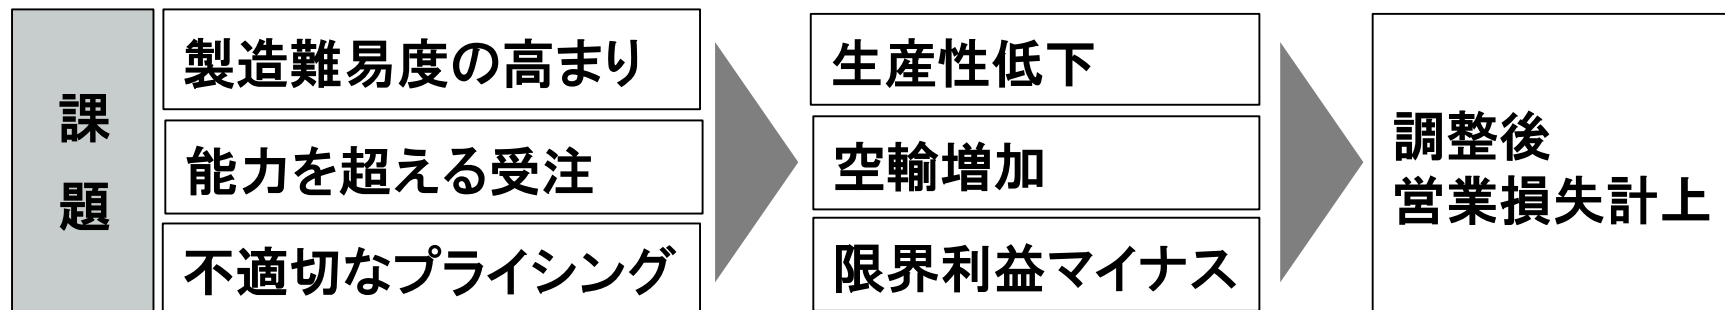 課題
製造難易度の高まり
能力を超える受注
不適切なプライシング
生産性低下
空輸増加
限界利益マイナス
調整後
営業損失計上